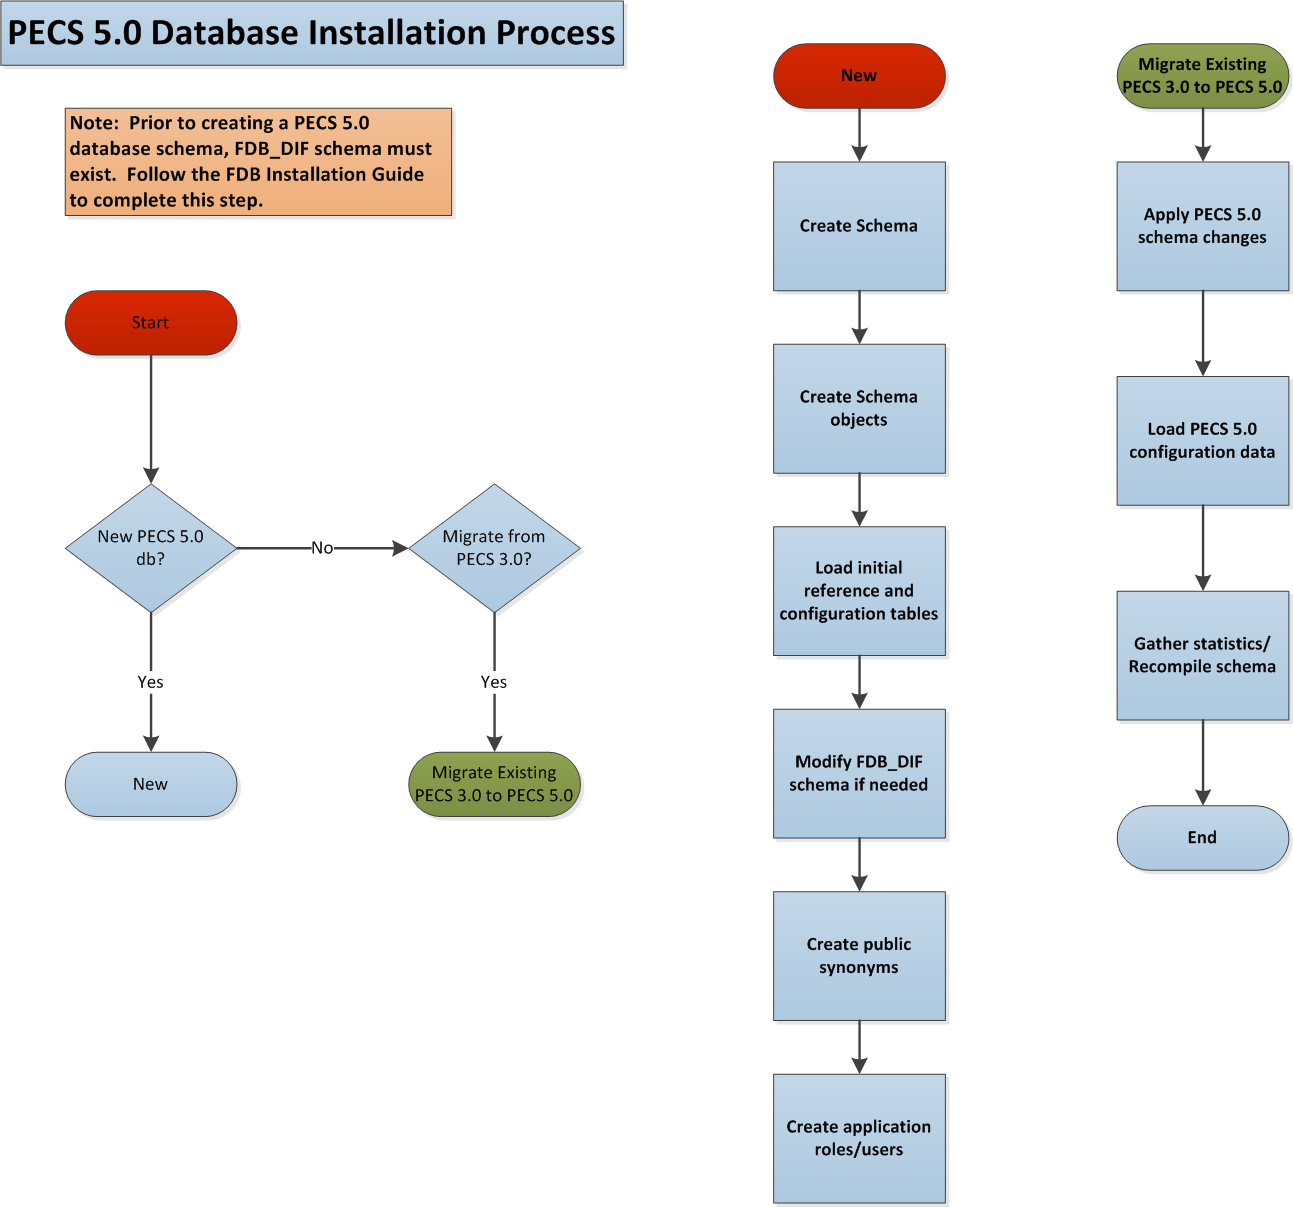 PECS 5.0 Database Installation Process
Note:  Prior to creating a PECS 5.0
database schema, FDB_DIF schema must
exist.  Follow the FDB Installation Guide
to complete this step.
Start
New PECS 5.0
db?
No
Migrate from
PECS 3.0?
Yes
Yes
New
Migrate Existing
PECS 3.0 to PECS 5.0
New
Create Schema
Create Schema
objects
Load initial
reference and
configuration tables
Modify FDB_DIF
schema if needed
Create public
synonyms
Create application
roles/users
Migrate Existing
PECS 3.0 to PECS 5.0
Apply PECS 5.0
schema changes
Load PECS 5.0
configuration data
Gather statistics/
Recompile schema
End